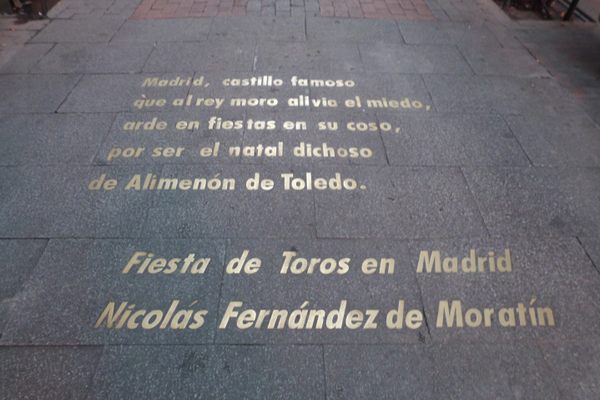 Madrid, castillo famoso
que al rey moro alivia el miedo,
arde en fiestas en su coso,
por ser el natal dichoso
de Alimenón de Toledo.
Fiesta de Toros en Madrid
Nicolás Fernández de Moratín